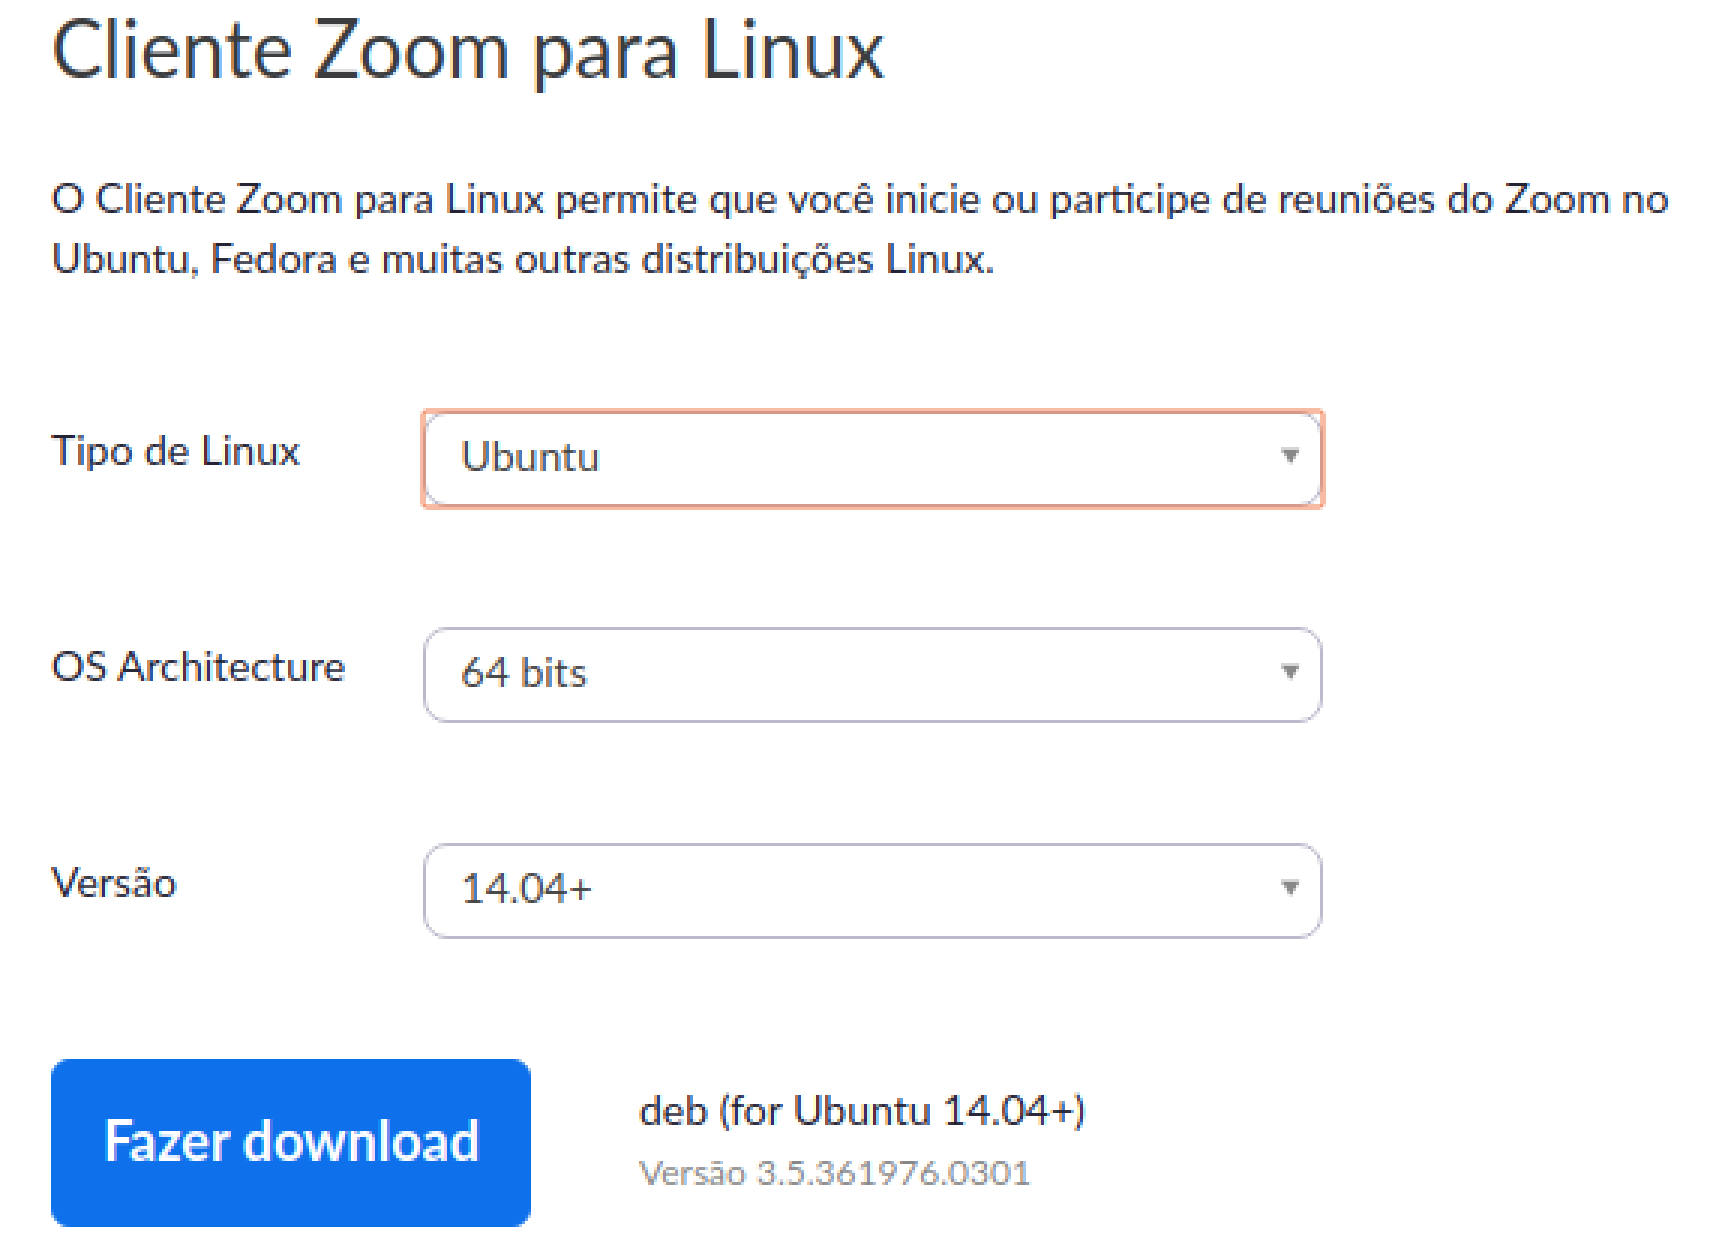 Cliente Zoom para Linux
O Cliente Zoom para Linux permite que você inicie ou participe de reuniões do Zoom no
Ubuntu, Fedora e muitas outras distribuições Linux.
Tipo de Linux
Ubuntu
OS Architecture
64 bits
Versão
14.04+
Fazer download
deb (for Ubuntu 14.04+)
Versão 3.5.361976.0301